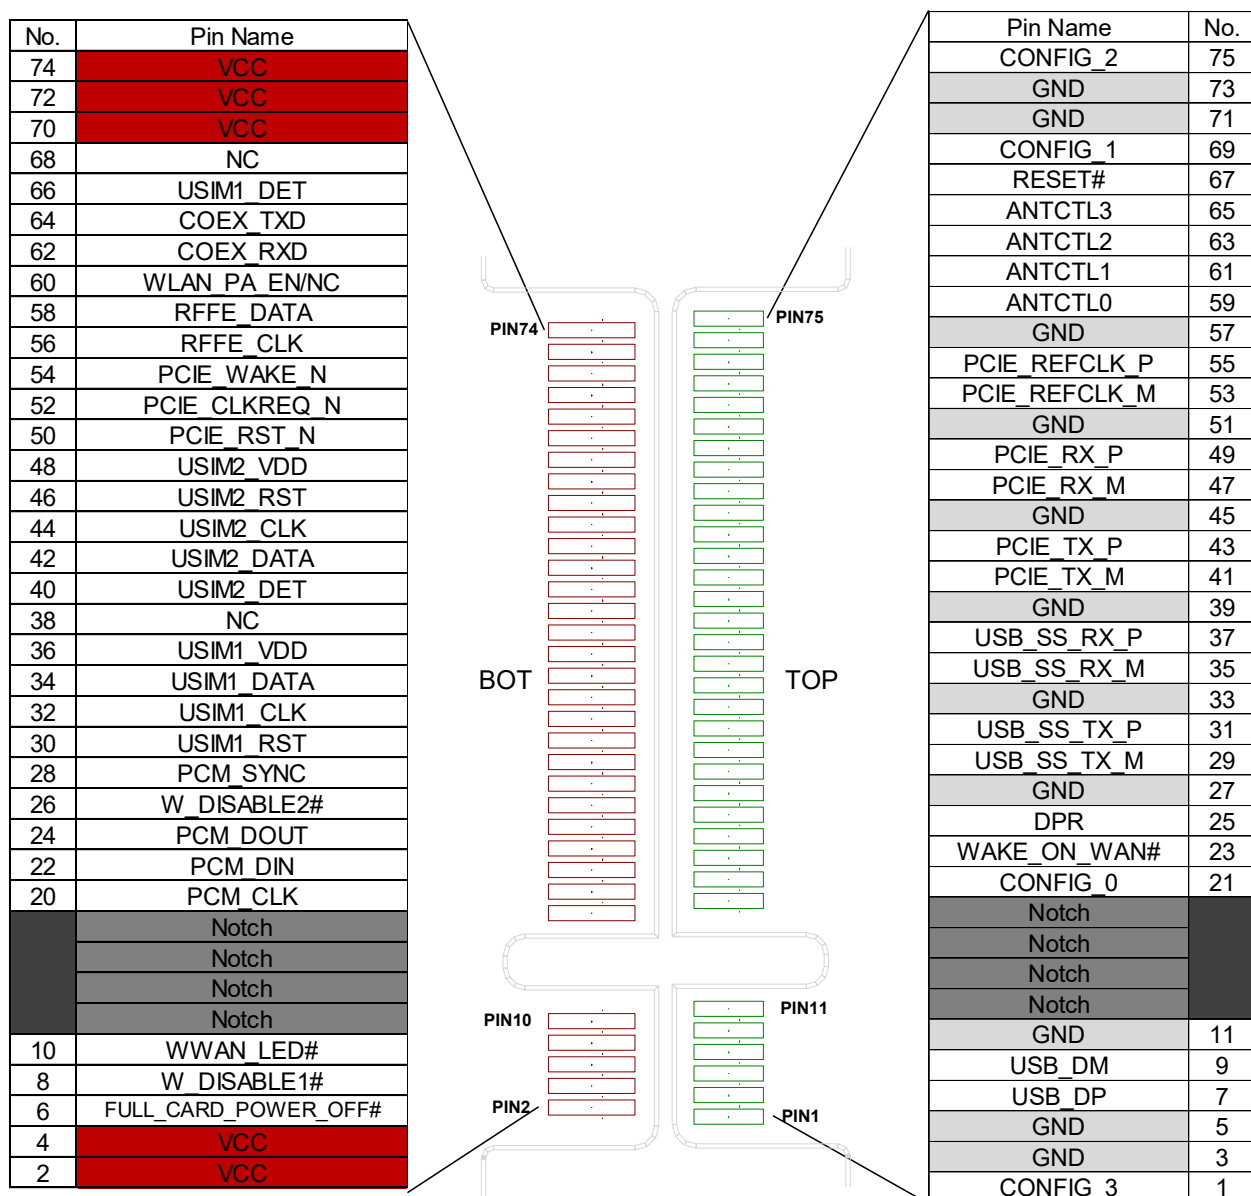 No. Pin Name
74 VCC
72 VCC
70 VCC
68 NC
66 USIM1_DET
64 COEX_TXD
62 COEX_RXD
60 WLAN_PA_EN/NC
58 RFFE_DATA
56 RFFE_CLK
54 PCIE_WAKE_N
52 PCIE_CLKREQ_N
50 PCIE_RST_N
48 USIM2_VDD
46 USIM2_RST
44 USIM2_CLK
42 USIM2_DATA
40 USIM2_DET
38 NC
36 USIM1_VDD
34 USIM1_DATA
32 USIM1_CLK
30 USIM1_RST
28 PCM_SYNC
26 W_DISABLE2#
24 PCM_DOUT
22 PCM_DIN
20 PCM_CLK
Notch
Notch
Notch
Notch
10 WWAN_LED#
8 W_DISABLE1#
6 FULL_CARD_POWER_OFF#
4 VCC
2 VCC
PIN74
BOT
PIN10
PIN2
PIN75
TOP
PIN11
PIN1
Pin Name No.
CONFIG_2 75
GND 73
GND 71
CONFIG_1 69
RESET# 67
ANTCTL3 65
ANTCTL2 63
ANTCTL1 61
ANTCTL0 59
GND 57
PCIE_REFCLK_P 55
PCIE_REFCLK_M 53
GND 51
PCIE_RX_P 49
PCIE_RX_M 47
GND 45
PCIE_TX_P 43
PCIE_TX_M 41
GND 39
USB_SS_RX_P 37
USB_SS_RX_M 35
GND 33
USB_SS_TX_P 31
USB_SS_TX_M 29
GND 27
DPR 25
WAKE_ON_WAN# 23
CONFIG_0 21
Notch
Notch
Notch
Notch
GND 11
USB_DM 9
USB_DP 7
GND 5
GND 3
CONFIG_3 1